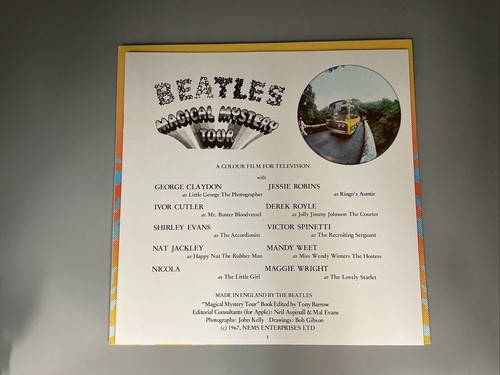 BEATLES
MAGICAL MYSTERY
TOUR
A COLOUR FILM FOR TELEVISION
with
GEORGE CLAYDON
as Little George The Photographer
JESSIE ROBINS
as Ringo's Auntie
IVOR CUTLER
as Mr. Buster Bloodvessel
DEREK ROYLE
as Jolly Jimmy Johnson The Courier
SHIRLEY EVANS
as The Accordionist
VICTOR SPINETTI
as The Recruiting Sergeant
NAT JACKLEY
as Happy Nat The Rubber Man
MANDY WEET
as Miss Wendy Winters The Hostess
NICOLA
as The Little Girl
MAGGIE WRIGHT
as The Lovely Starlet
MADE IN ENGLAND BY THE BEATLES
"Magical Mystery Tour" Book Edited by Tony Barrow
Editorial Consultants (for Apple): Neil Aspinall & Mal Evans
Photographs: John Kelly Drawings: Bob Gibson
(c) 1967, NEMS ENTERPRISES LTD
1